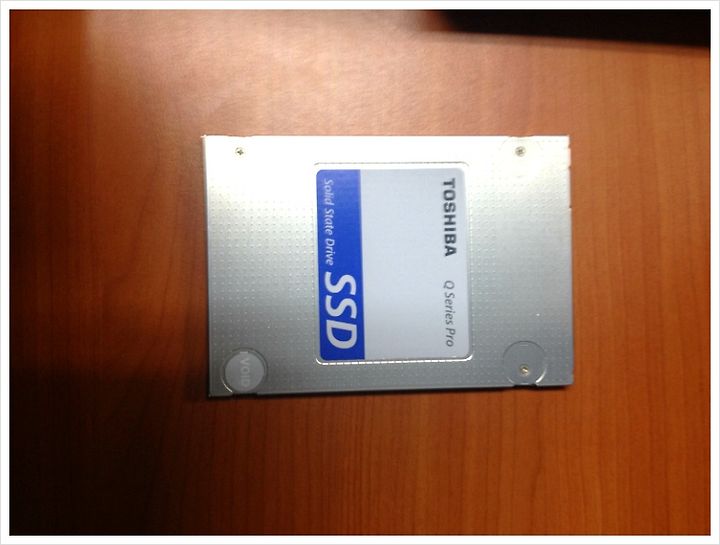 TOSHIBA
Q Series Pro
Solid State Drive
SSD
VOID